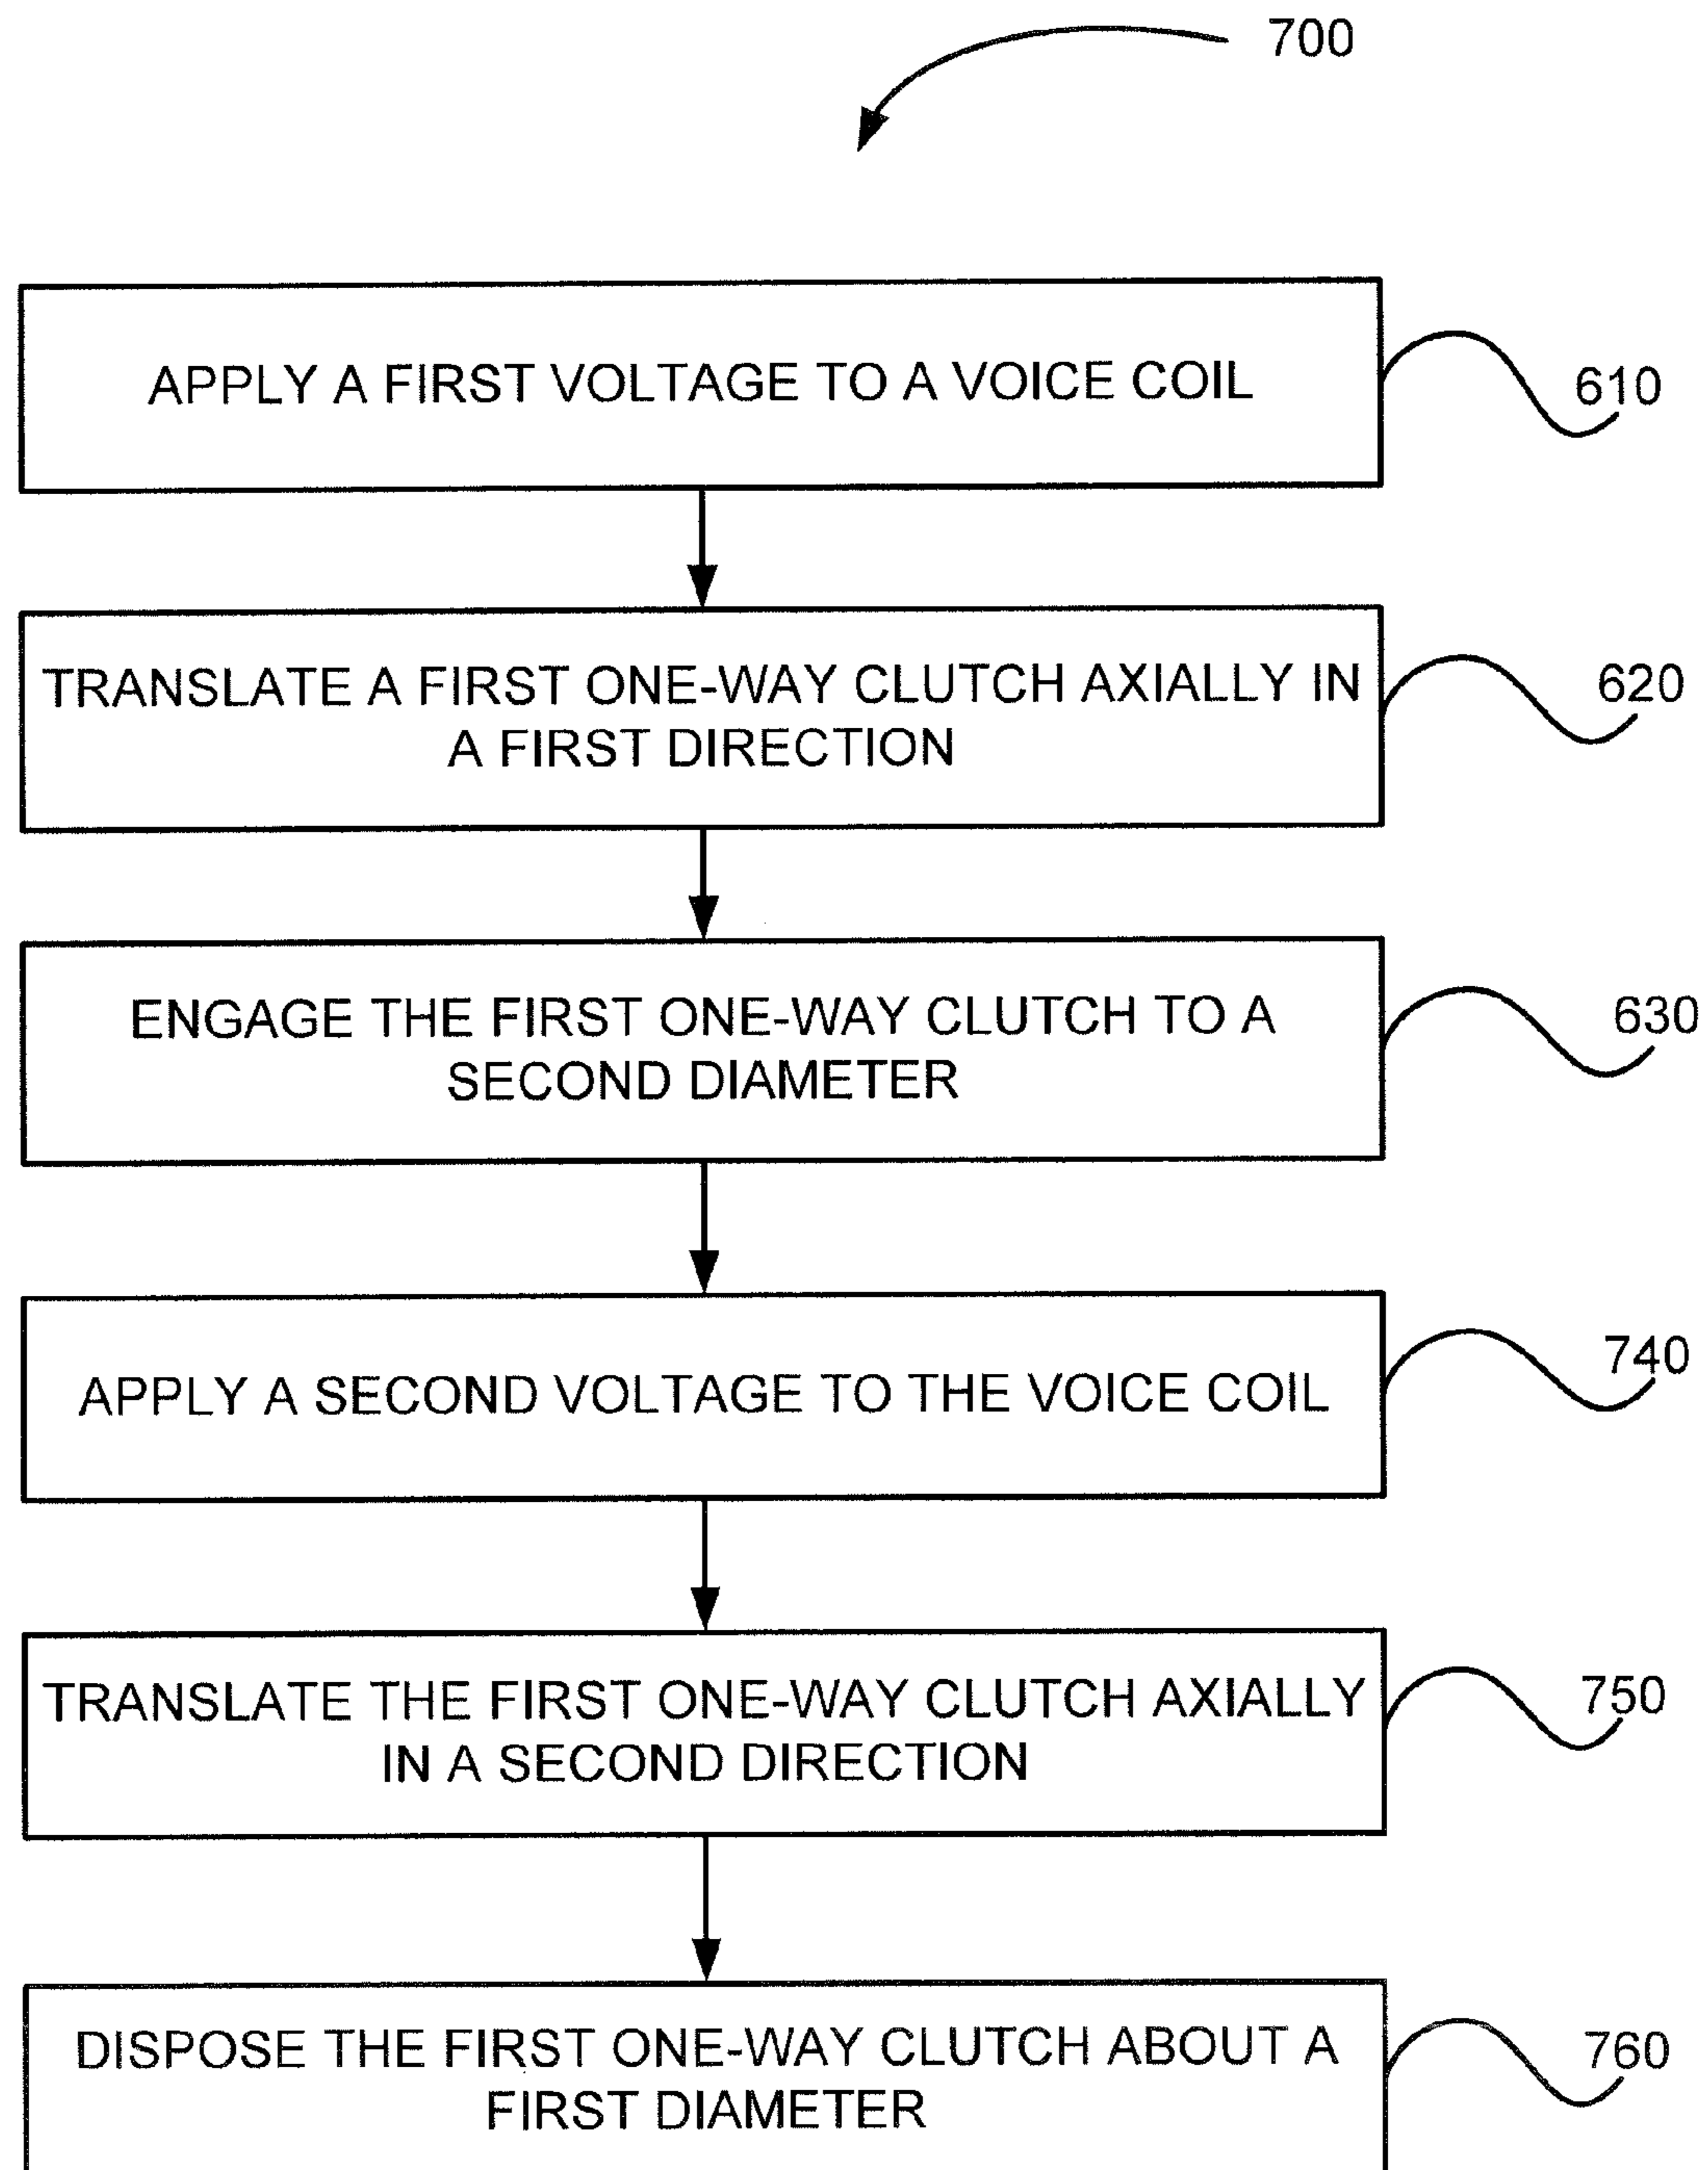 700
APPLY A FIRST VOLTAGE TO A VOICE COIL
610
TRANSLATE A FIRST ONE-WAY CLUTCH AXIALLY IN
A FIRST DIRECTION
620
ENGAGE THE FIRST ONE-WAY CLUTCH TO A
SECOND DIAMETER
630
APPLY A SECOND VOLTAGE TO THE VOICE COIL
740
TRANSLATE THE FIRST ONE-WAY CLUTCH AXIALLY
IN A SECOND DIRECTION
750
DISPOSE THE FIRST ONE-WAY CLUTCH ABOUT A
FIRST DIAMETER
760